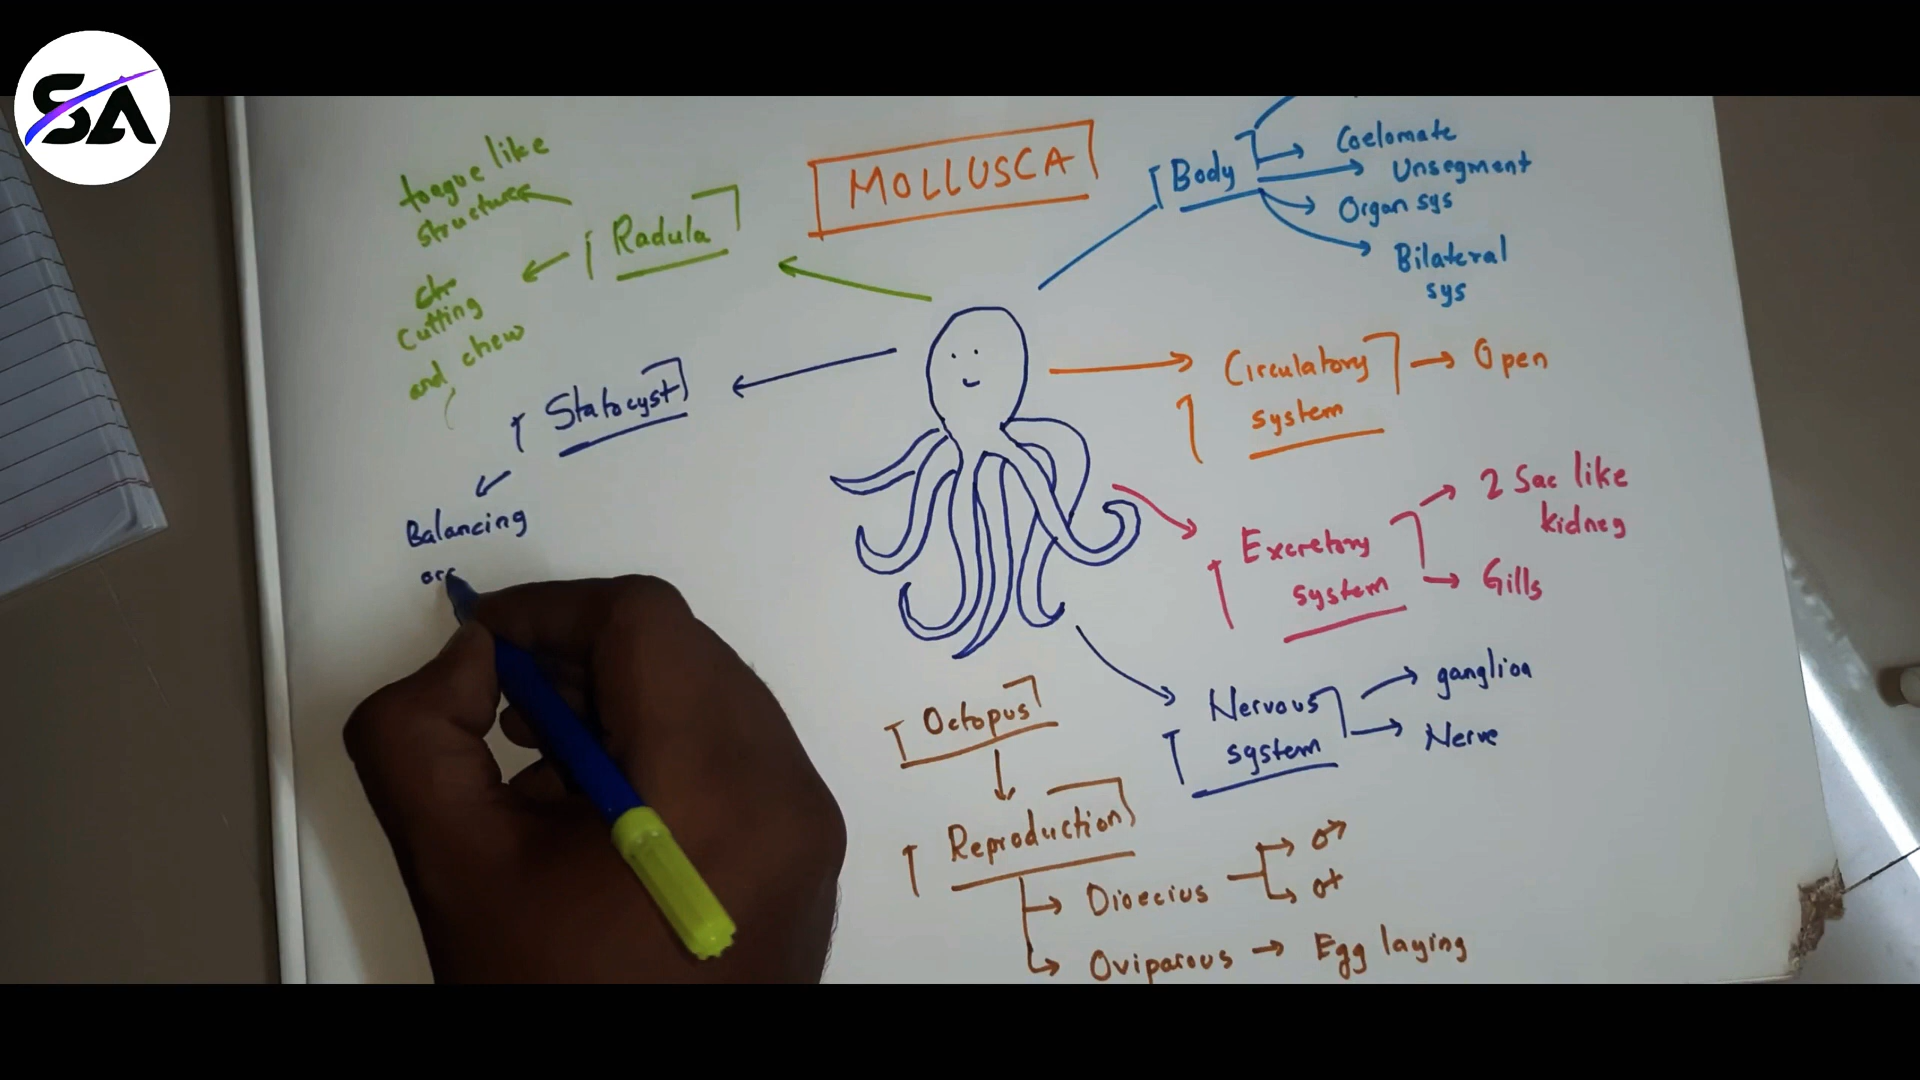 SA
MOLLUSCA
tongue like
structure
Radula
cutting
and chew
Statocyst
Balancing
org
Body
Coelomate
Unsegment
Organ sys
Bilateral
sys
Circulatory
system
Open
Excretory
system
2 Sac like
kidney
Gills
Nervous
system
ganglion
Nerve
Octopus
Reproduction
Dioecius
♂
♀
Oviparous → Egg laying